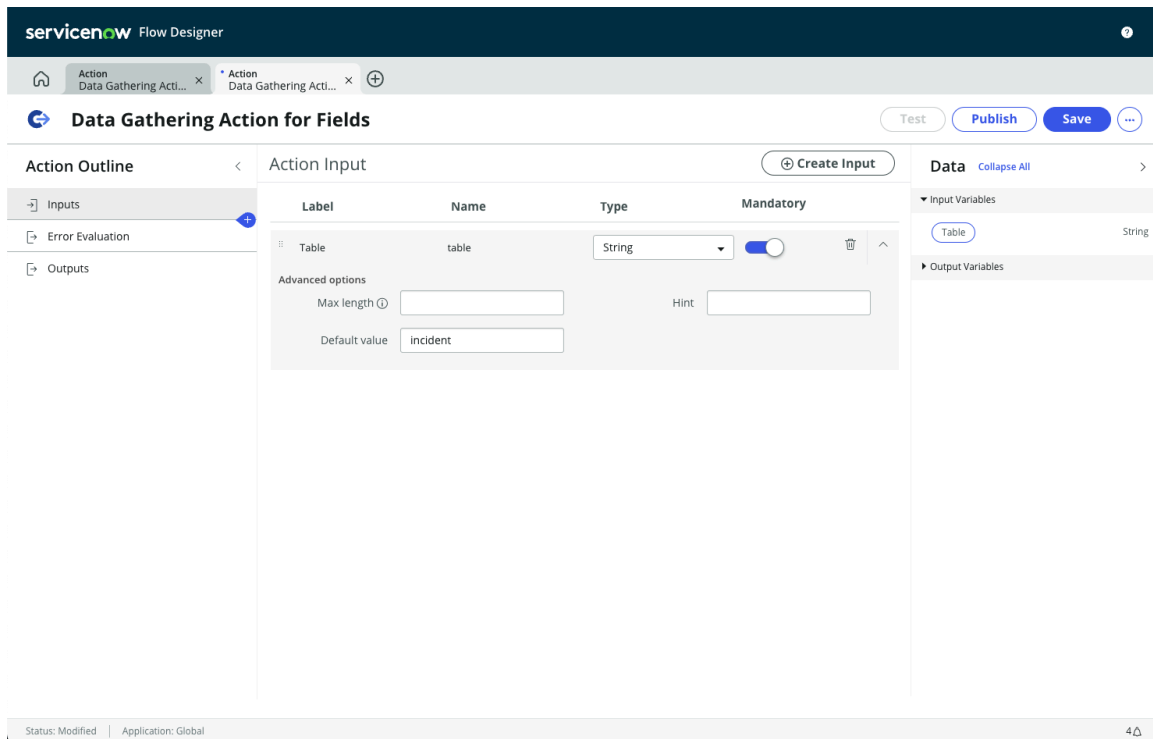 servicenow Flow Designer
Action
Data Gathering Acti...
Action
Data Gathering Acti...
Data Gathering Action for Fields
Test
Publish
Save
Action Outline
Inputs
Error Evaluation
Outputs
Action Input
Create Input
Label Name Type Mandatory
Table table String
Advanced options
Max length
Hint
Default value incident
Data Collapse All
Input Variables
Table String
Output Variables
Status: Modified Application: Global
4